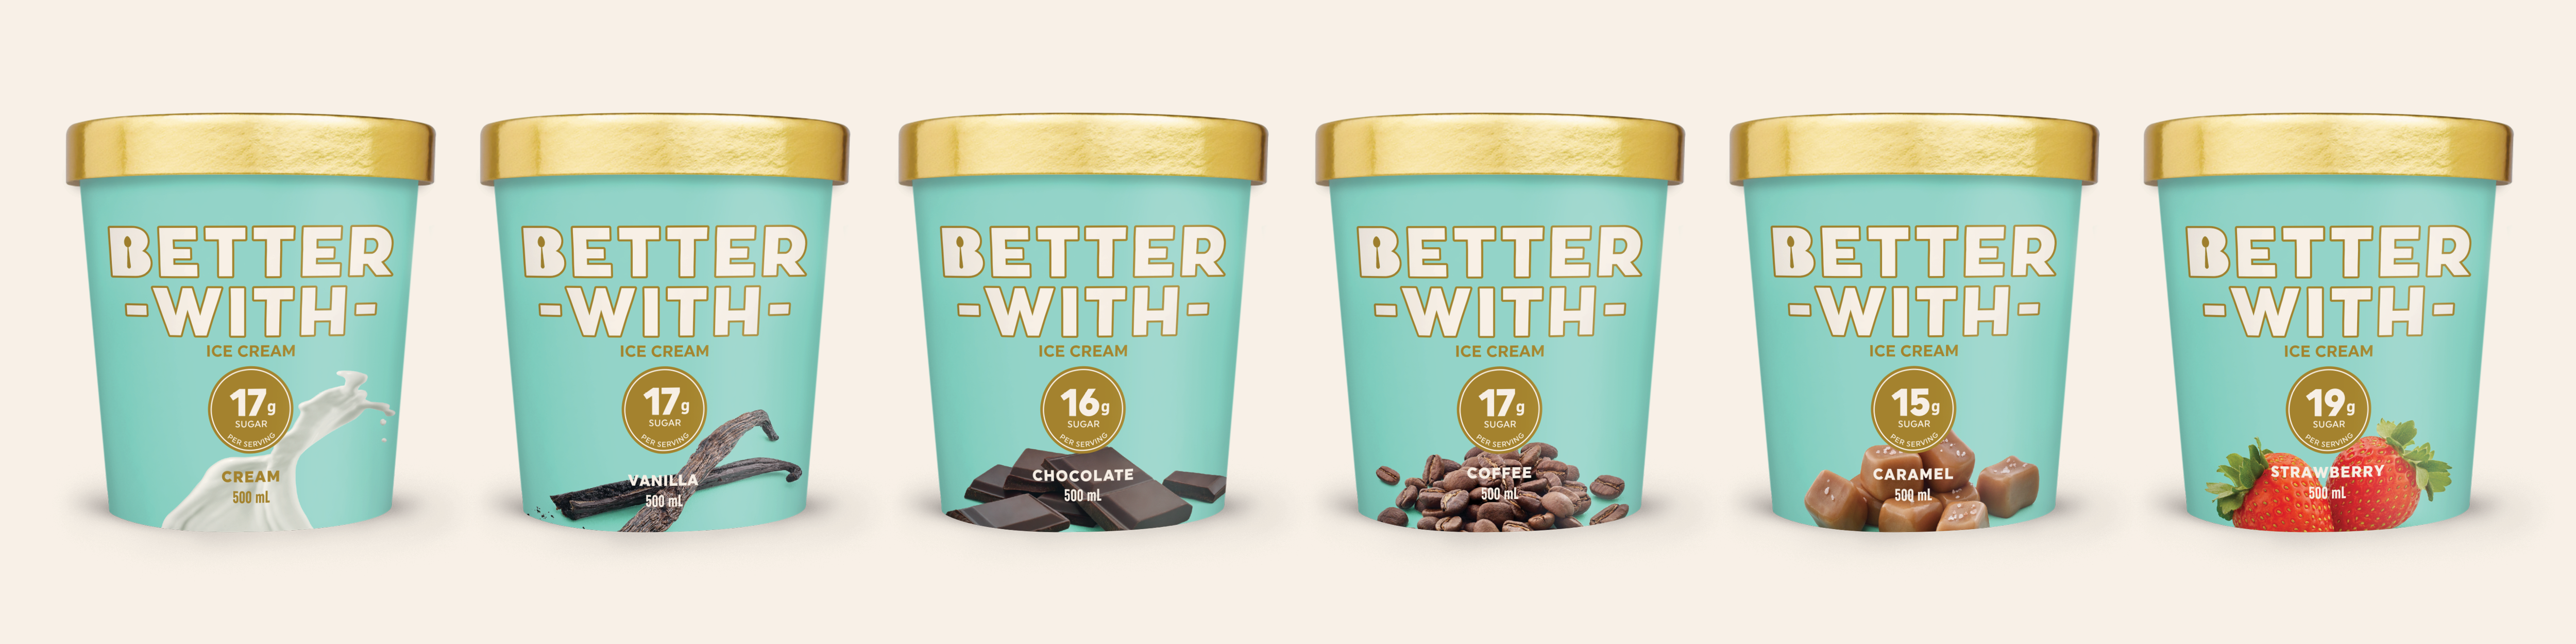 BETTER
-WITH-
ICE CREAM
17g
SUGAR
PER SERVING
CREAM
500 mL
BETTER
-WITH-
ICE CREAM
17g
SUGAR
PER SERVING
VANILLA
500 mL
BETTER
-WITH-
ICE CREAM
16g
SUGAR
PER SERVING
CHOCOLATE
500 mL
BETTER
-WITH-
ICE CREAM
17g
SUGAR
PER SERVING
COFFEE
500 mL
BETTER
-WITH-
ICE CREAM
15g
SUGAR
PER SERVING
CARAMEL
500 mL
BETTER
-WITH-
ICE CREAM
19g
SUGAR
PER SERVING
STRAWBERRY
500 mL